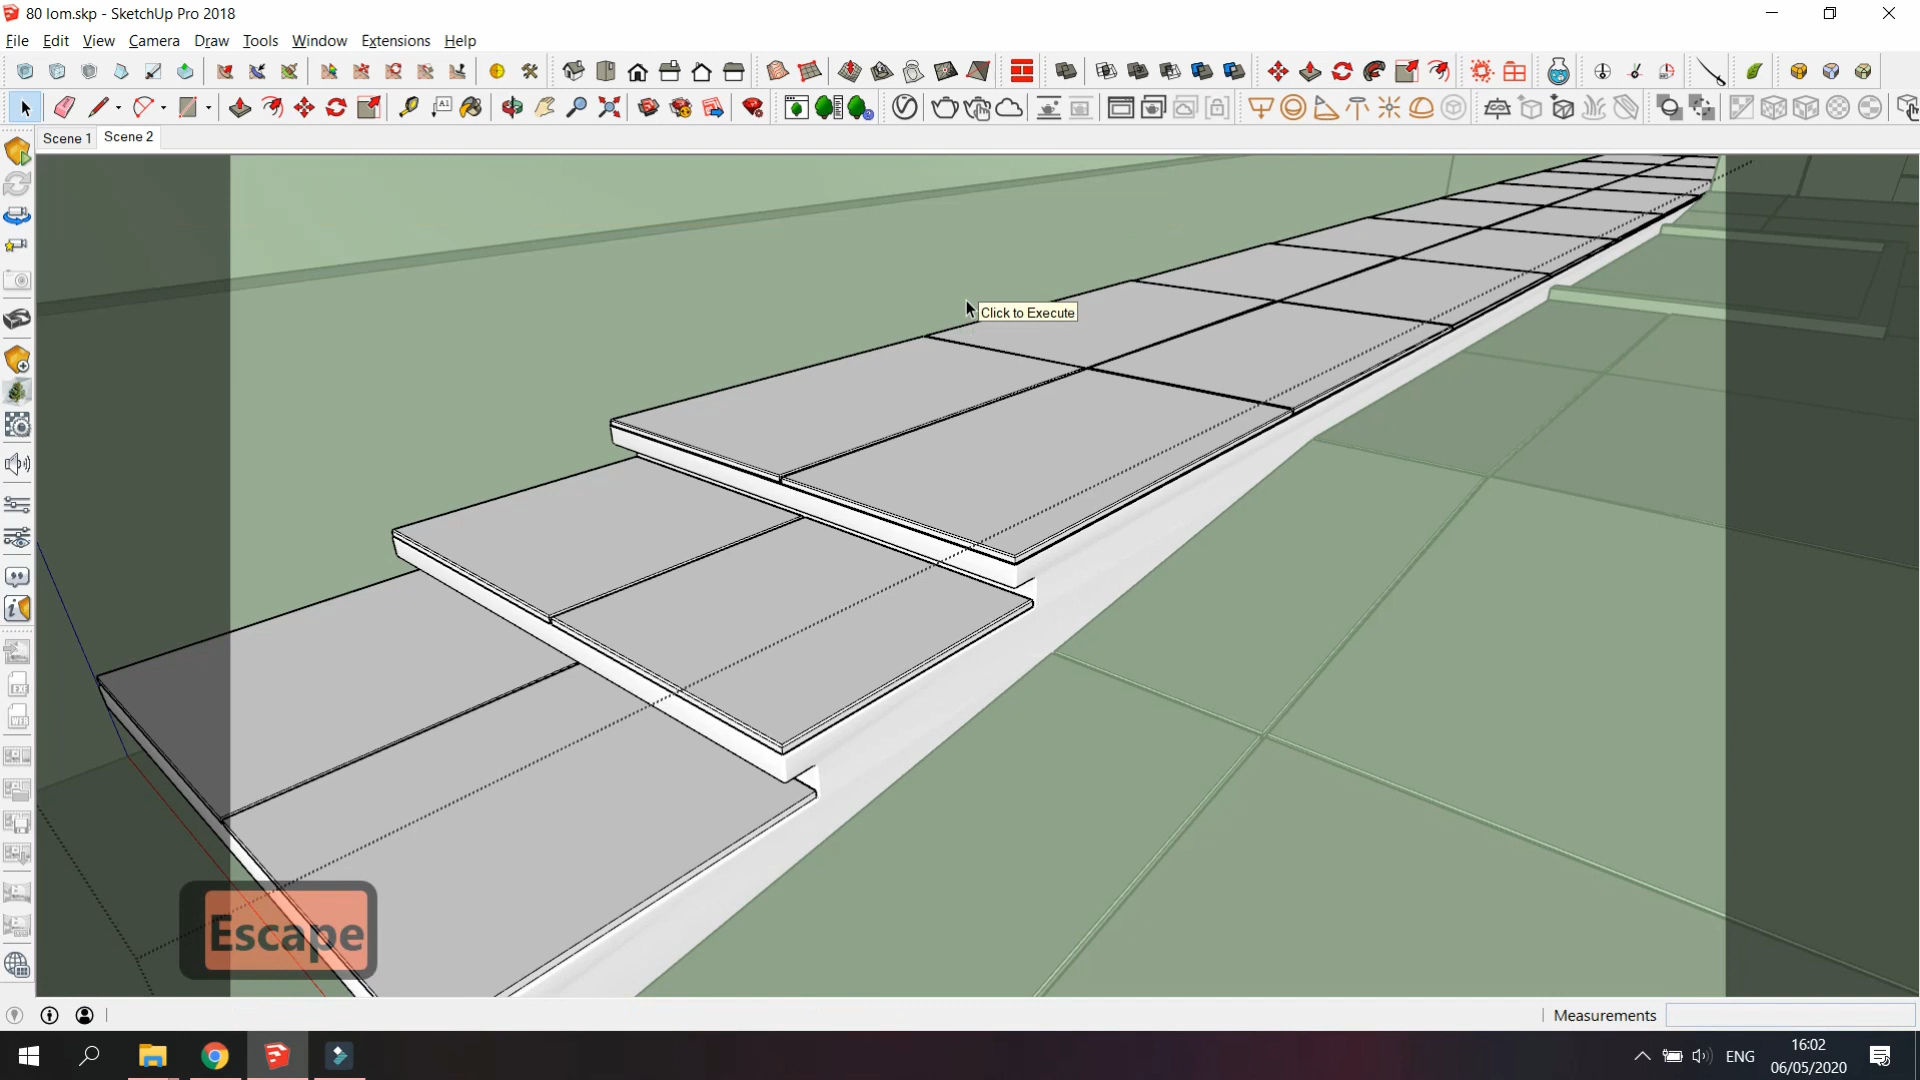 80 lom.skp - SketchUp Pro 2018
File Edit View Camera Draw Tools Window Extensions Help
Scene 1 Scene 2
Click to Execute
Escape
Measurements
ENG
16:02
06/05/2020